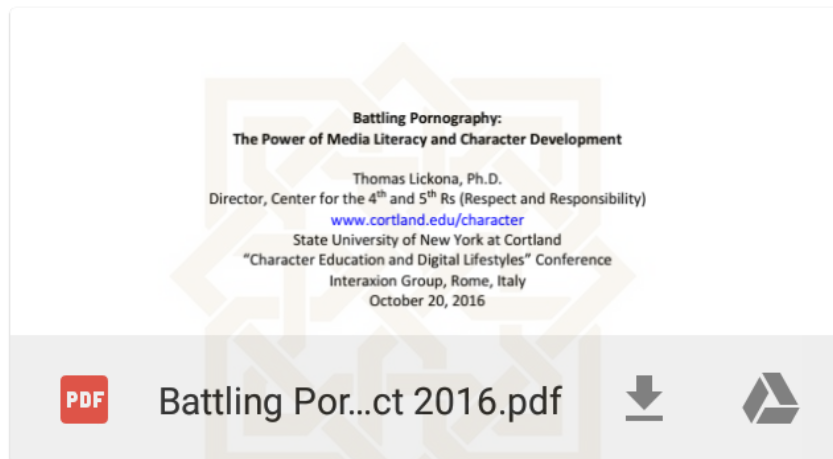 Battling Pornography:
The Power of Media Literacy and Character Development
Thomas Lickona, Ph.D.
Director, Center for the 4th and 5th Rs (Respect and Responsibility)
www.cortland.edu/character
State University of New York at Cortland
“Character Education and Digital Lifestyles” Conference
Interaxion Group, Rome, Italy
October 20, 2016
PDF Battling Por...ct 2016.pdf